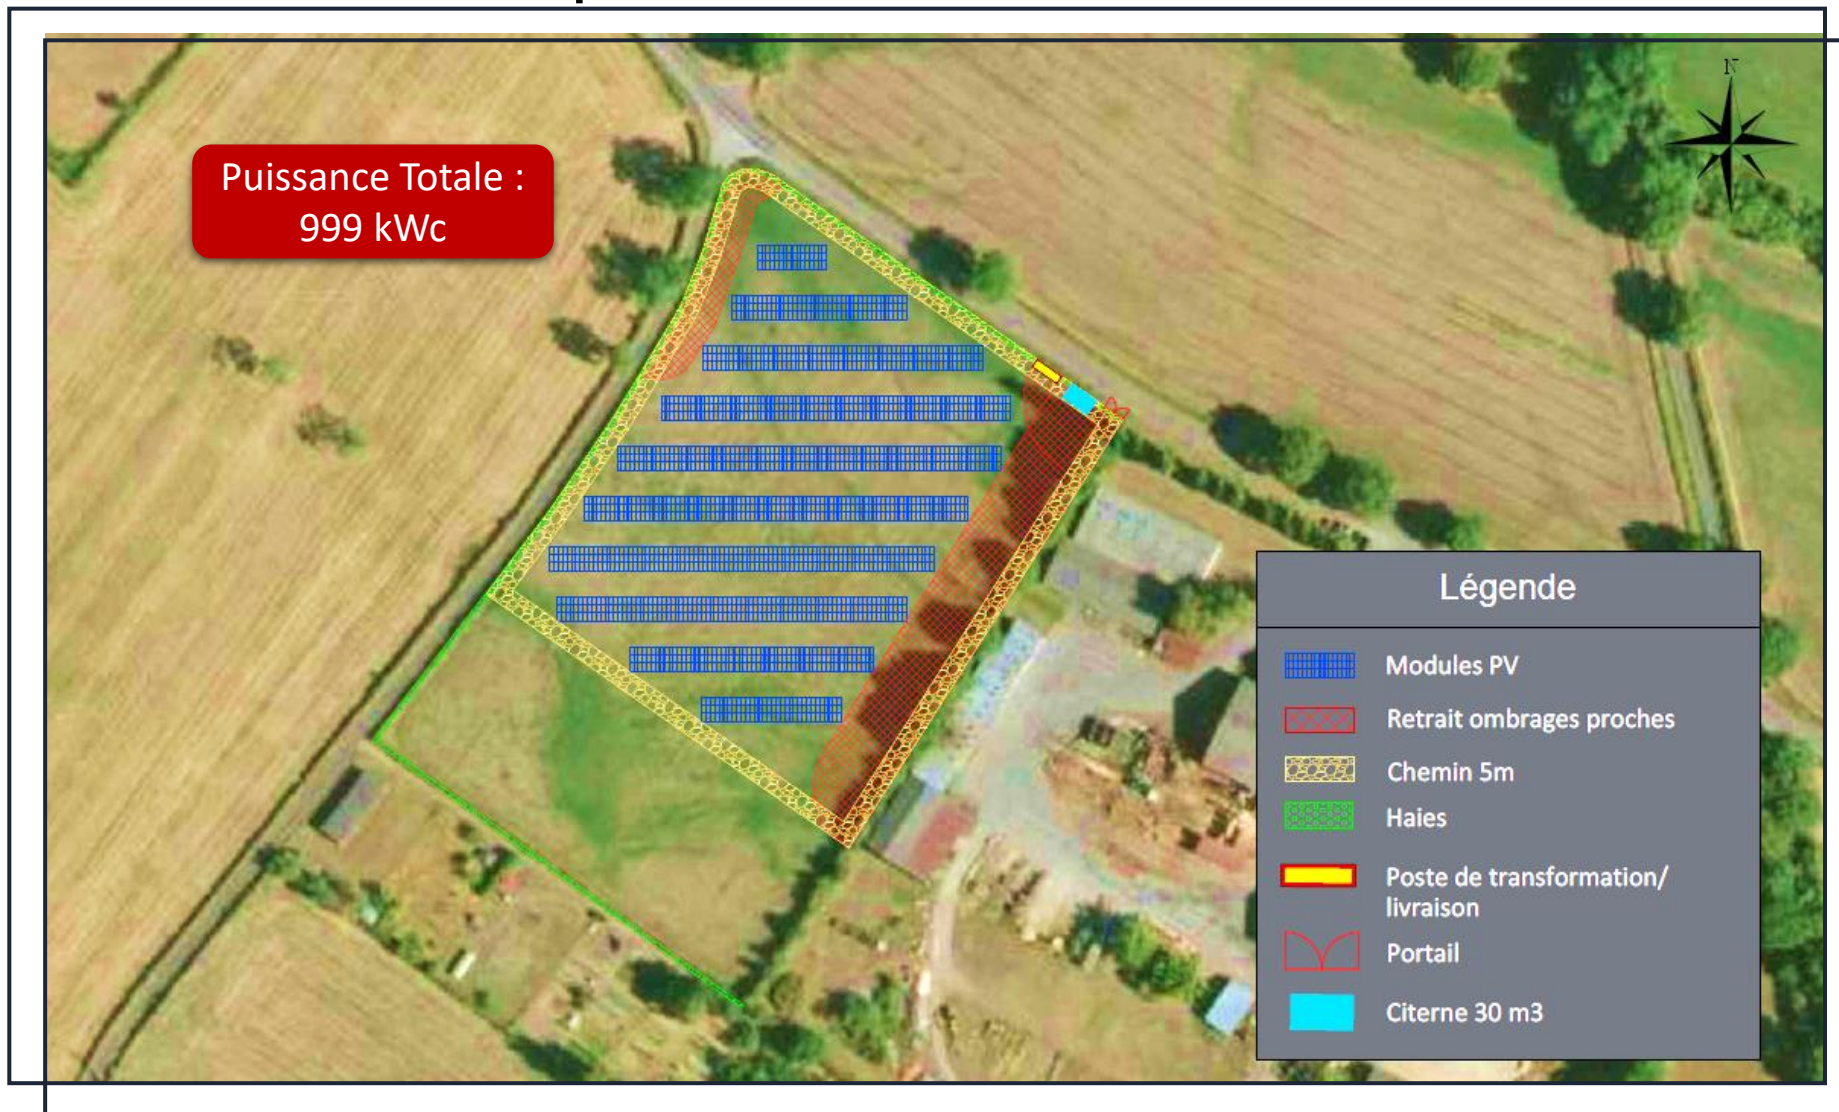 N
Puissance Totale :
999 kWc
Légende
Modules PV
Retrait ombrages proches
Chemin 5m
Haies
Poste de transformation/
livraison
Portail
Citerne 30 m3